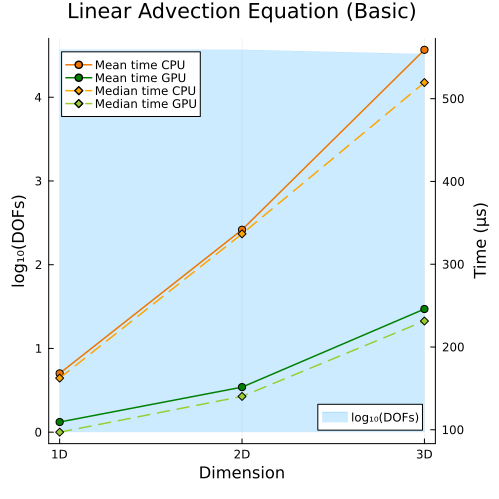 Linear Advection Equation (Basic)
Mean time CPU
Mean time GPU
Median time CPU
Median time GPU
4
3
2
1
0
log₁₀(DOFs)
500
400
300
200
100
Time (μs)
log₁₀(DOFs)
1D
2D
3D
Dimension